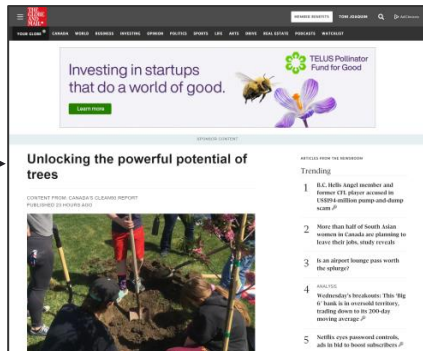 THE
GLOBE
AND
MAIL
MEMBER BENEFITS
TOM JOAQUIM
YOUR GLOBE
CANADA WORLD BUSINESS INVESTING OPINION POLITICS SPORTS LIFE ARTS DRIVE REAL ESTATE PODCASTS WATCHLIST
Investing in startups
that do a world of good.
Learn more
TELUS Pollinator
Fund for Good
SPONSOR CONTENT
Unlocking the powerful potential of
trees
CONTENT FROM: CANADA'S CLEAN50 REPORT
PUBLISHED 23 HOURS AGO
ARTICLES FROM THE NEWSROOM
Trending
1 B.C. Hells Angel member and
former CFL player accused in
US$194-million pump-and-dump
scam
2 More than half of South Asian
women in Canada are planning to
leave their jobs, study reveals
3 Is an airport lounge pass worth
the splurge?
4 ANALYSIS
Wednesday's breakouts: This 'Big
6' bank is in oversold territory,
trading down to its 200-day
moving average
5 Netflix eyes password controls,
ads in bid to boost subscribers